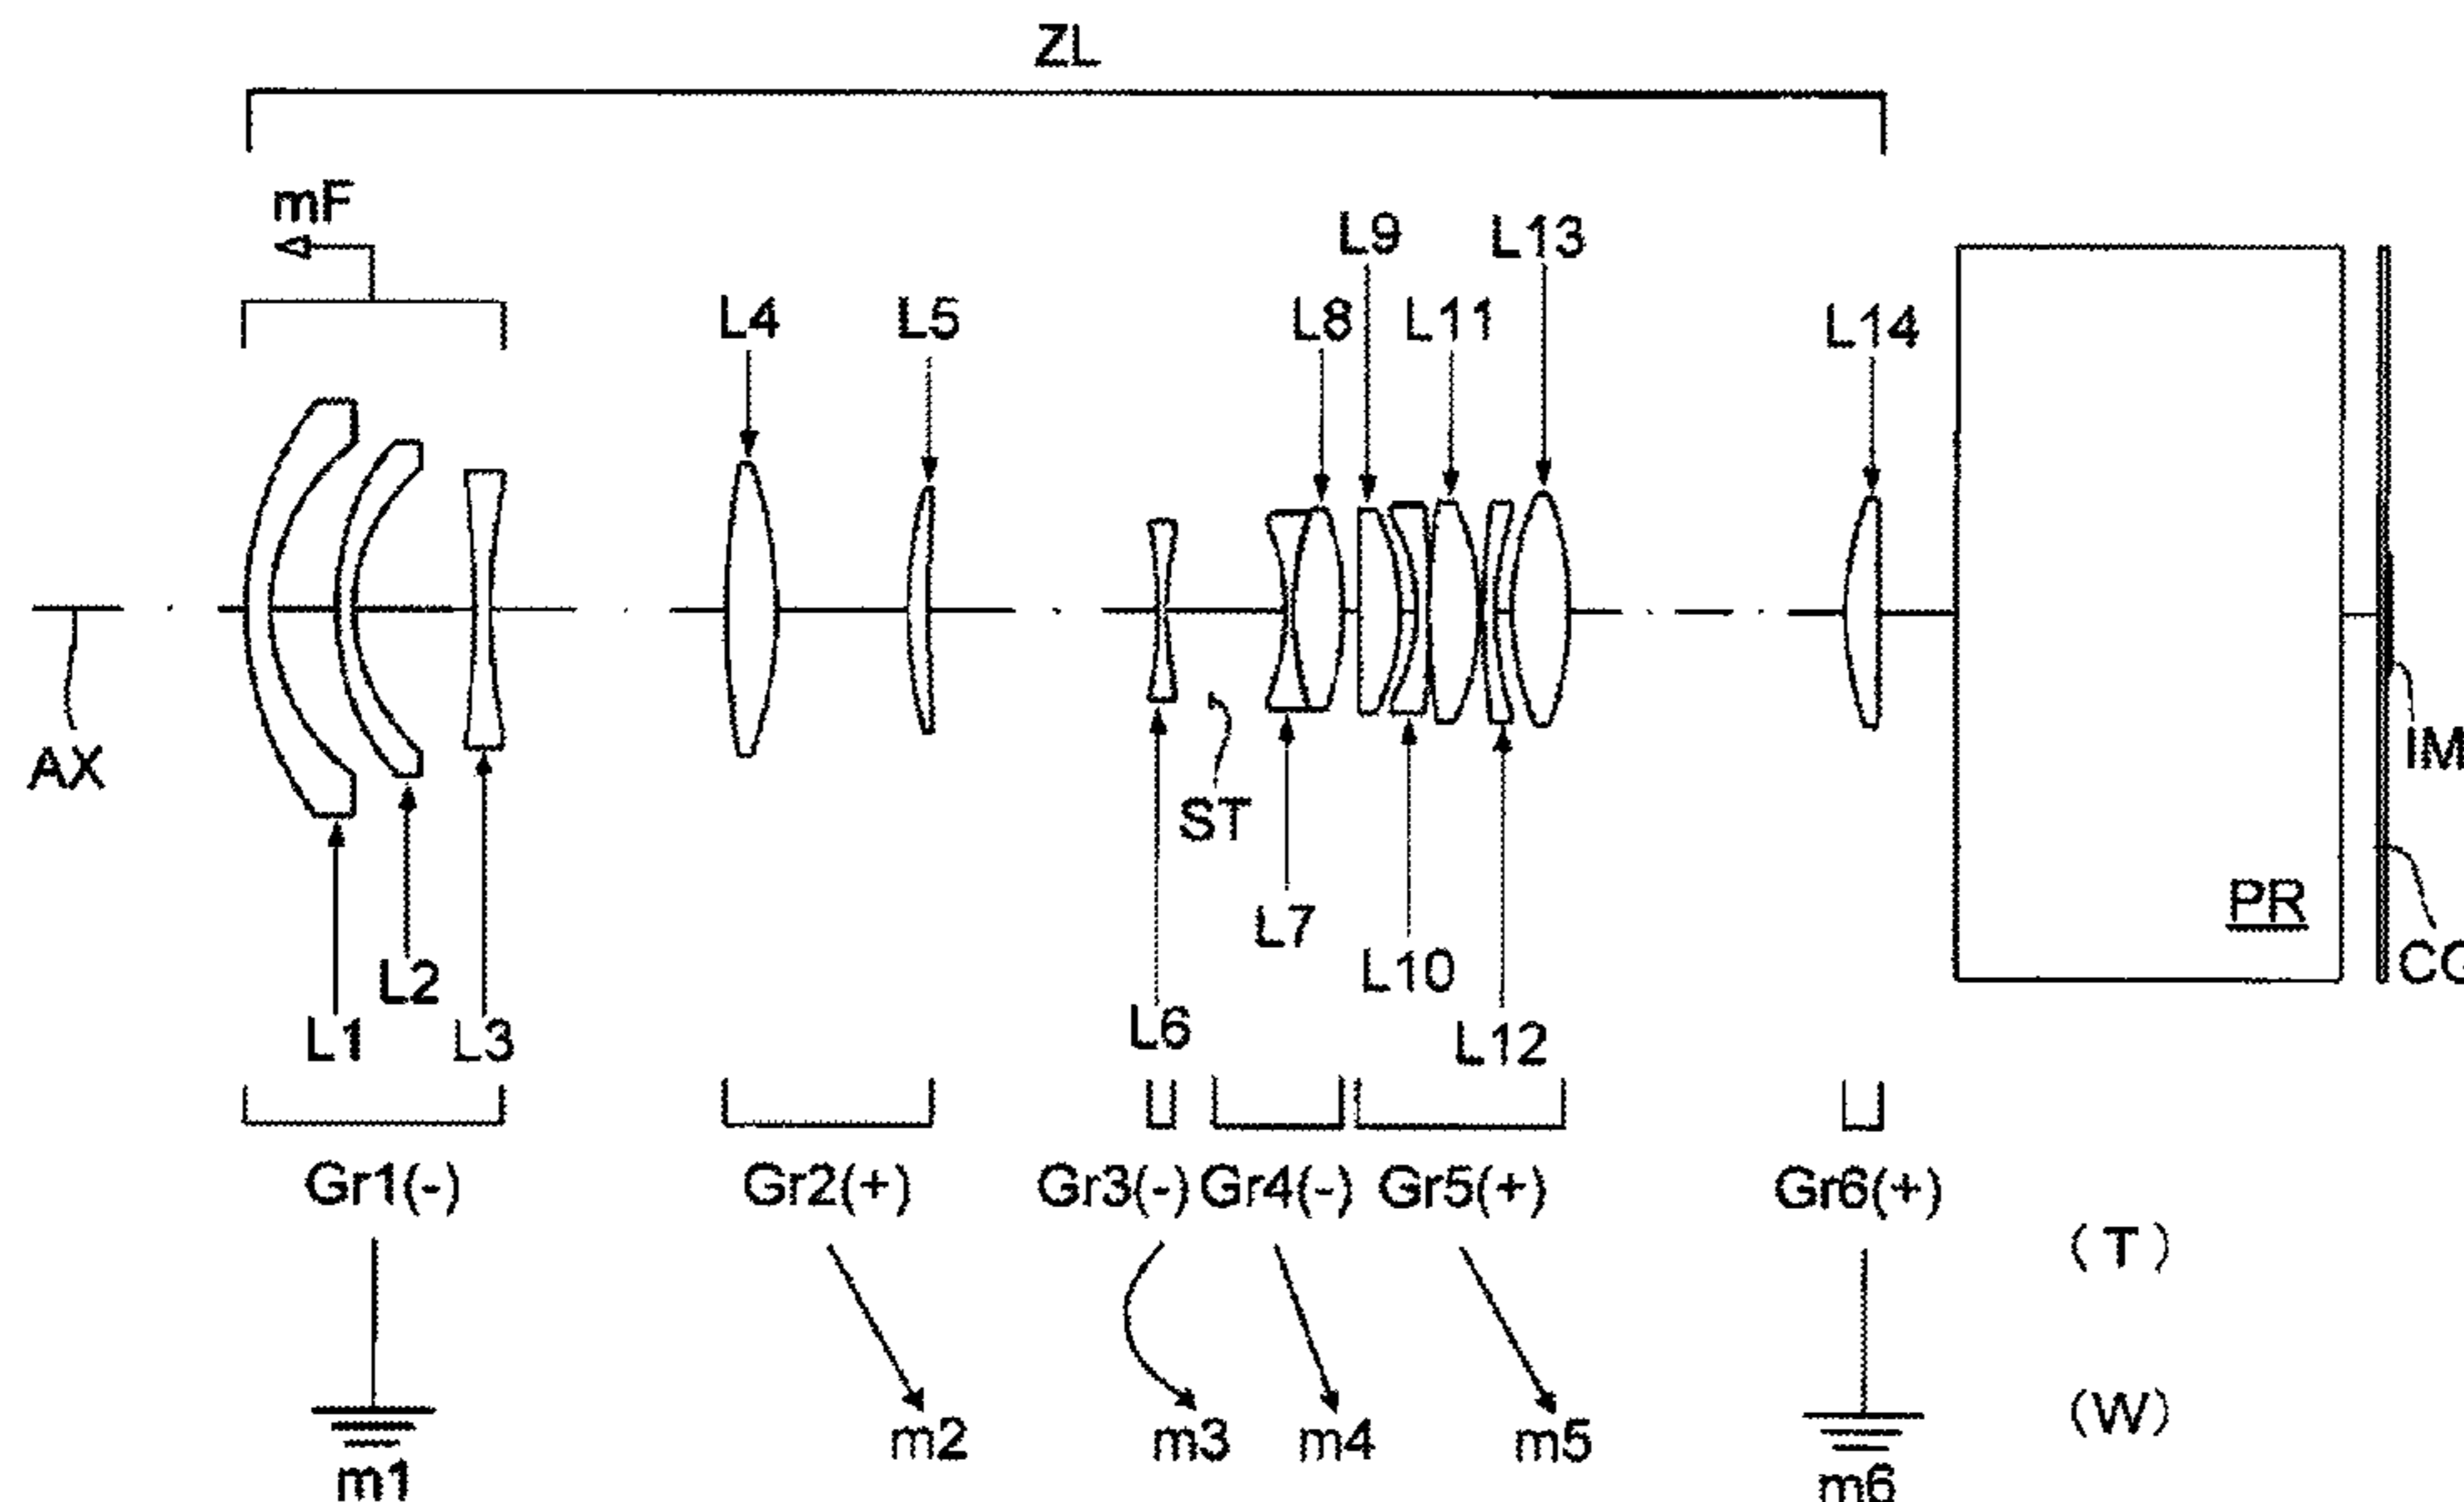 ZL
mF
L9 L13
L4 L5 L8 L11 L14
AX
IM
ST
PR
L7
L2 L10 CG
L1 L3 L6 L12
Gr1(-) Gr2(+) Gr3(-) Gr4(-) Gr5(+) Gr6(+)
(T)
(W)
m2 m3 m4 m5
m1 m6